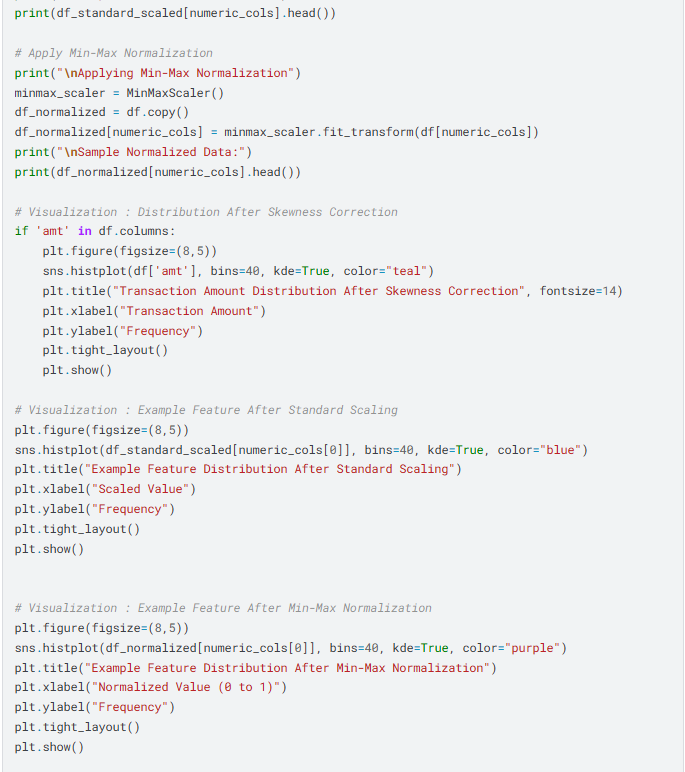 print(df_standard_scaled[numeric_cols].head())
# Apply Min-Max Normalization
print("\nApplying Min-Max Normalization")
minmax_scaler = MinMaxScaler()
df_normalized = df.copy()
df_normalized[numeric_cols] = minmax_scaler.fit_transform(df[numeric_cols])
print("\nSample Normalized Data:")
print(df_normalized[numeric_cols].head())
# Visualization : Distribution After Skewness Correction
if 'amt' in df.columns:
    plt.figure(figsize=(8,5))
    sns.histplot(df['amt'], bins=40, kde=True, color="teal")
    plt.title("Transaction Amount Distribution After Skewness Correction", fontsize=14)
    plt.xlabel("Transaction Amount")
    plt.ylabel("Frequency")
    plt.tight_layout()
    plt.show()
# Visualization : Example Feature After Standard Scaling
plt.figure(figsize=(8,5))
sns.histplot(df_standard_scaled[numeric_cols[0]], bins=40, kde=True, color="blue")
plt.title("Example Feature Distribution After Standard Scaling")
plt.xlabel("Scaled Value")
plt.ylabel("Frequency")
plt.tight_layout()
plt.show()
# Visualization : Example Feature After Min-Max Normalization
plt.figure(figsize=(8,5))
sns.histplot(df_normalized[numeric_cols[0]], bins=40, kde=True, color="purple")
plt.title("Example Feature Distribution After Min-Max Normalization")
plt.xlabel("Normalized Value (0 to 1)")
plt.ylabel("Frequency")
plt.tight_layout()
plt.show()